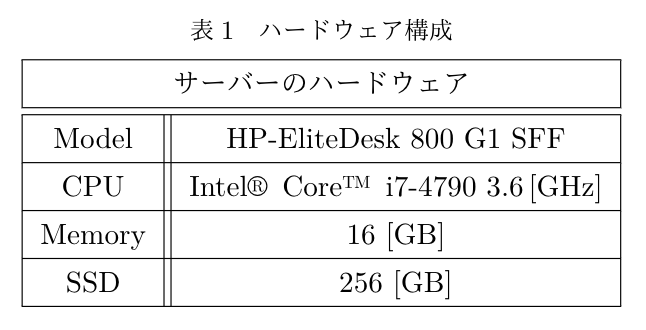 表 1　ハードウェア構成
サーバーのハードウェア
Model HP-EliteDesk 800 G1 SFF
CPU Intel® Core™ i7-4790 3.6 [GHz]
Memory 16 [GB]
SSD 256 [GB]